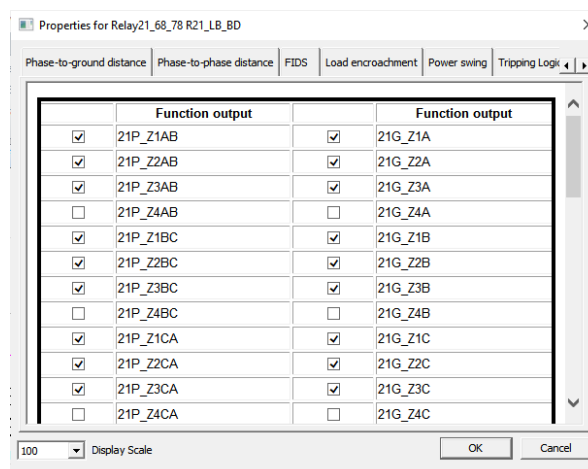 Properties for Relay21_68_78 R21_LB_BD
Phase-to-ground distance Phase-to-phase distance FIDS Load encroachment Power swing Tripping Logic
Function output Function output
21P_Z1AB 21G_Z1A
21P_Z2AB 21G_Z2A
21P_Z3AB 21G_Z3A
21P_Z4AB 21G_Z4A
21P_Z1BC 21G_Z1B
21P_Z2BC 21G_Z2B
21P_Z3BC 21G_Z3B
21P_Z4BC 21G_Z4B
21P_Z1CA 21G_Z1C
21P_Z2CA 21G_Z2C
21P_Z3CA 21G_Z3C
21P_Z4CA 21G_Z4C
100 Display Scale OK Cancel